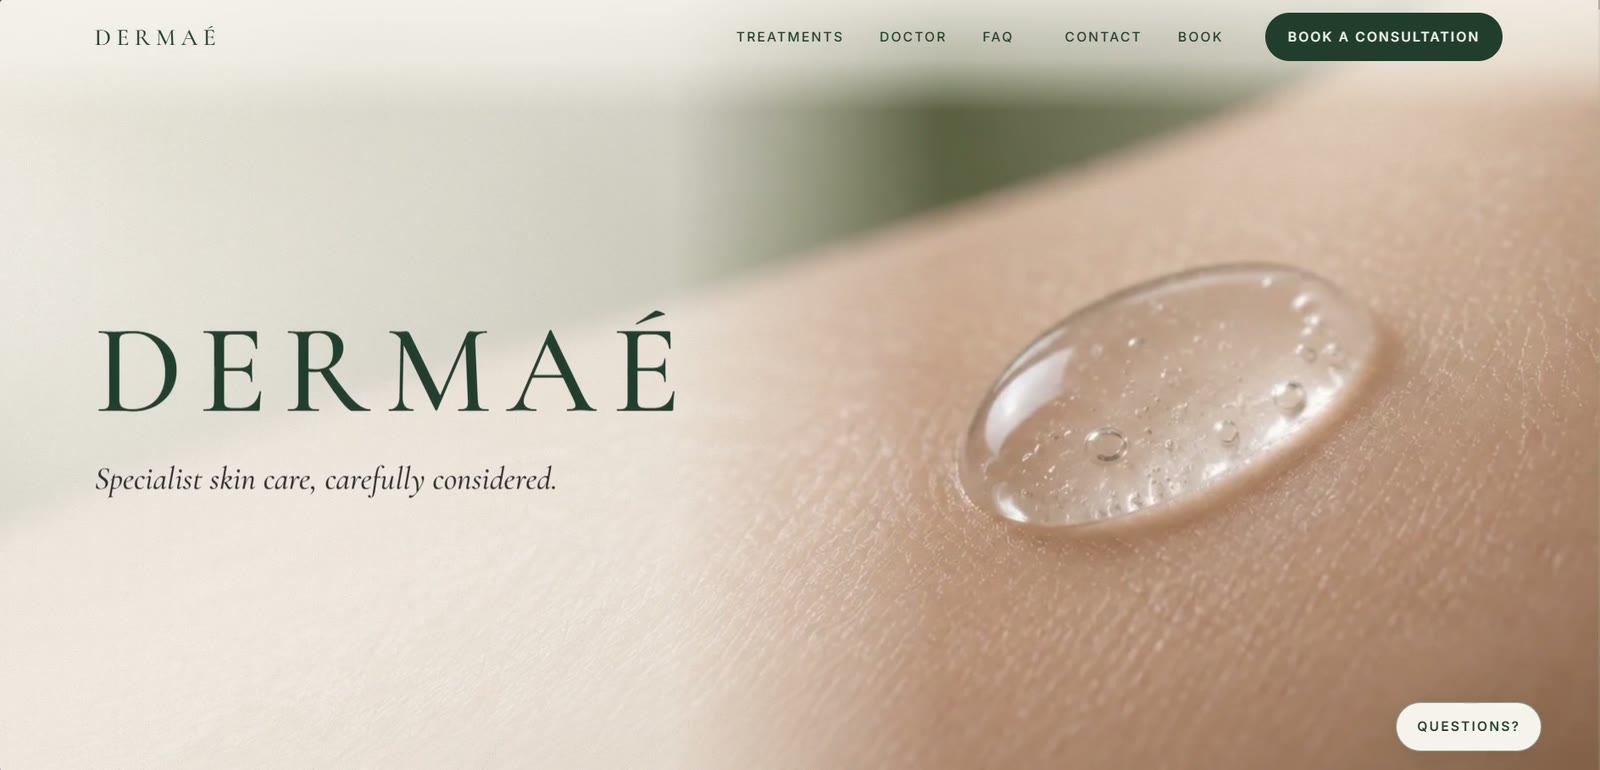 DERMAÉ
TREATMENTS DOCTOR FAQ CONTACT BOOK BOOK A CONSULTATION
DERMAÉ
Specialist skin care, carefully considered.
QUESTIONS?